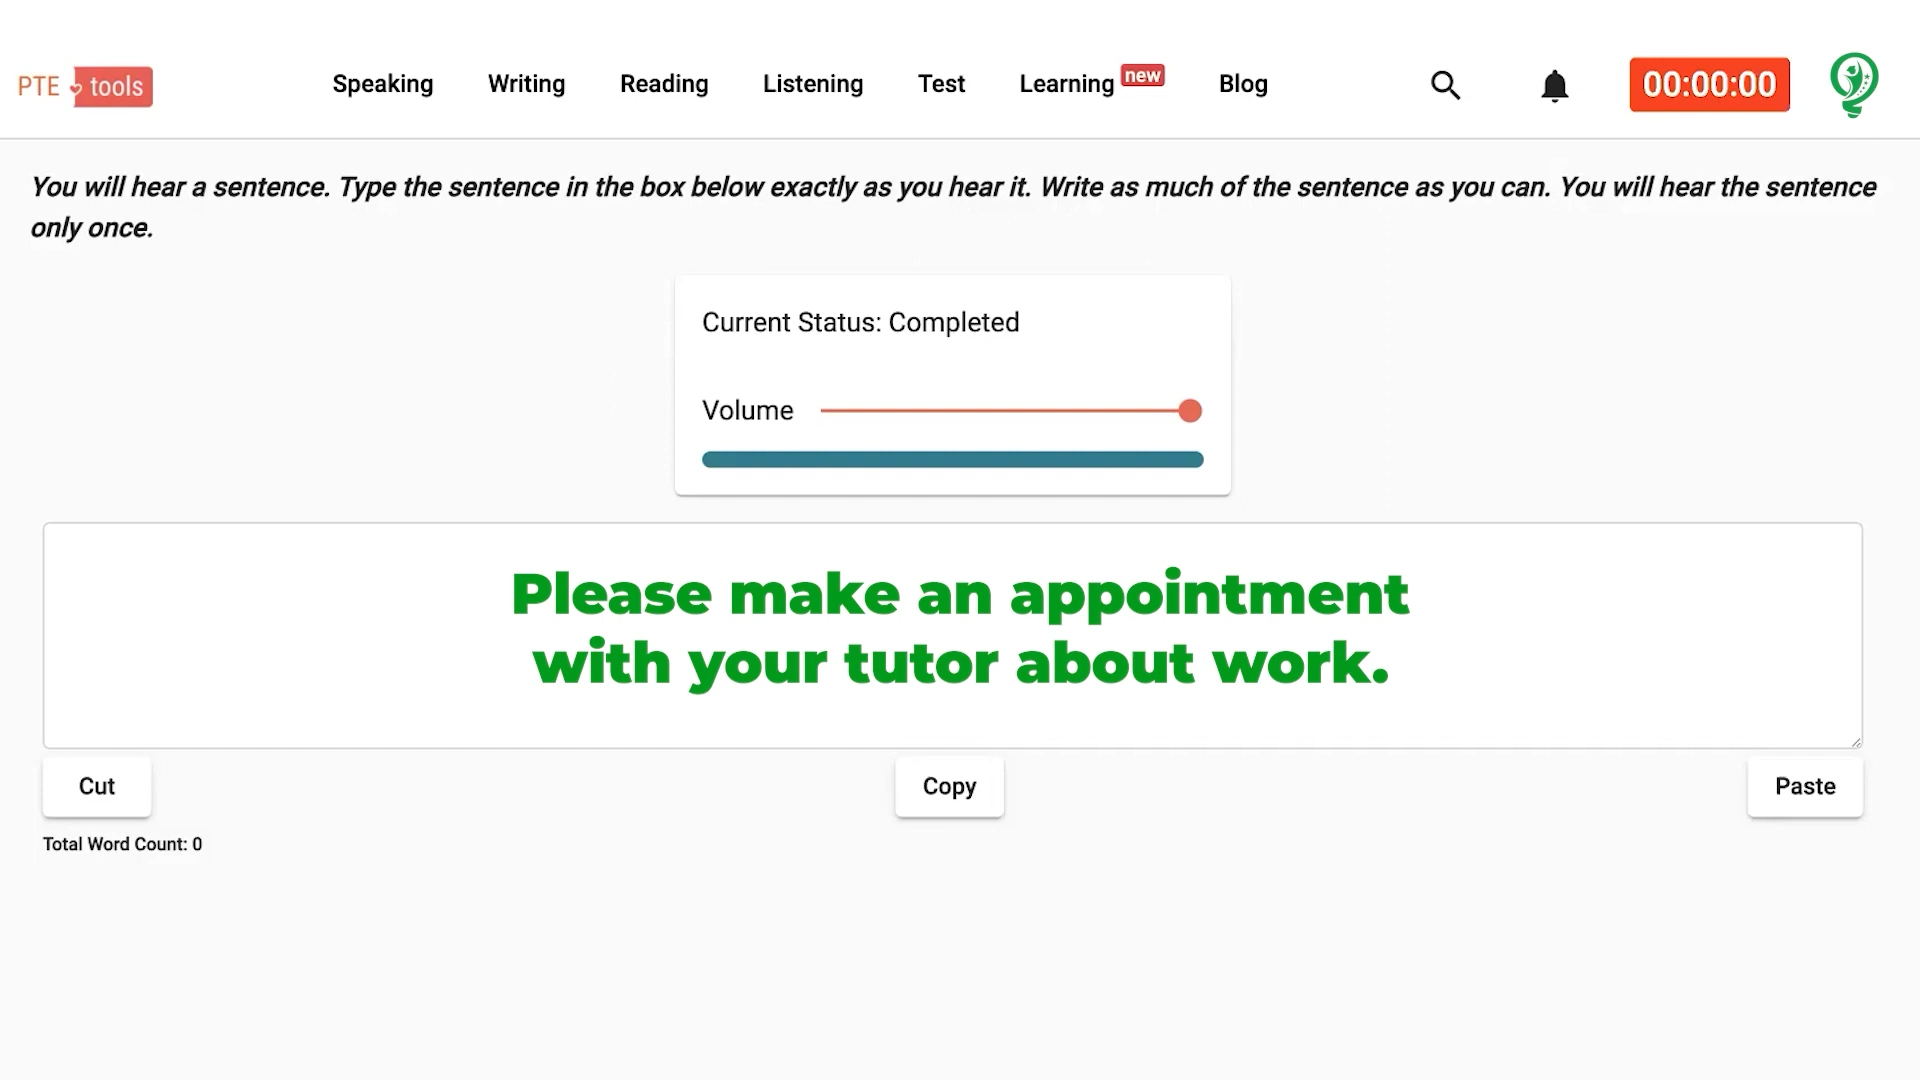 PTE tools
Speaking
Writing
Reading
Listening
Test
Learning new
Blog
00:00:00
You will hear a sentence. Type the sentence in the box below exactly as you hear it. Write as much of the sentence as you can. You will hear the sentence
only once.
Current Status: Completed
Volume
Please make an appointment
with your tutor about work.
Cut
Copy
Paste
Total Word Count: 0